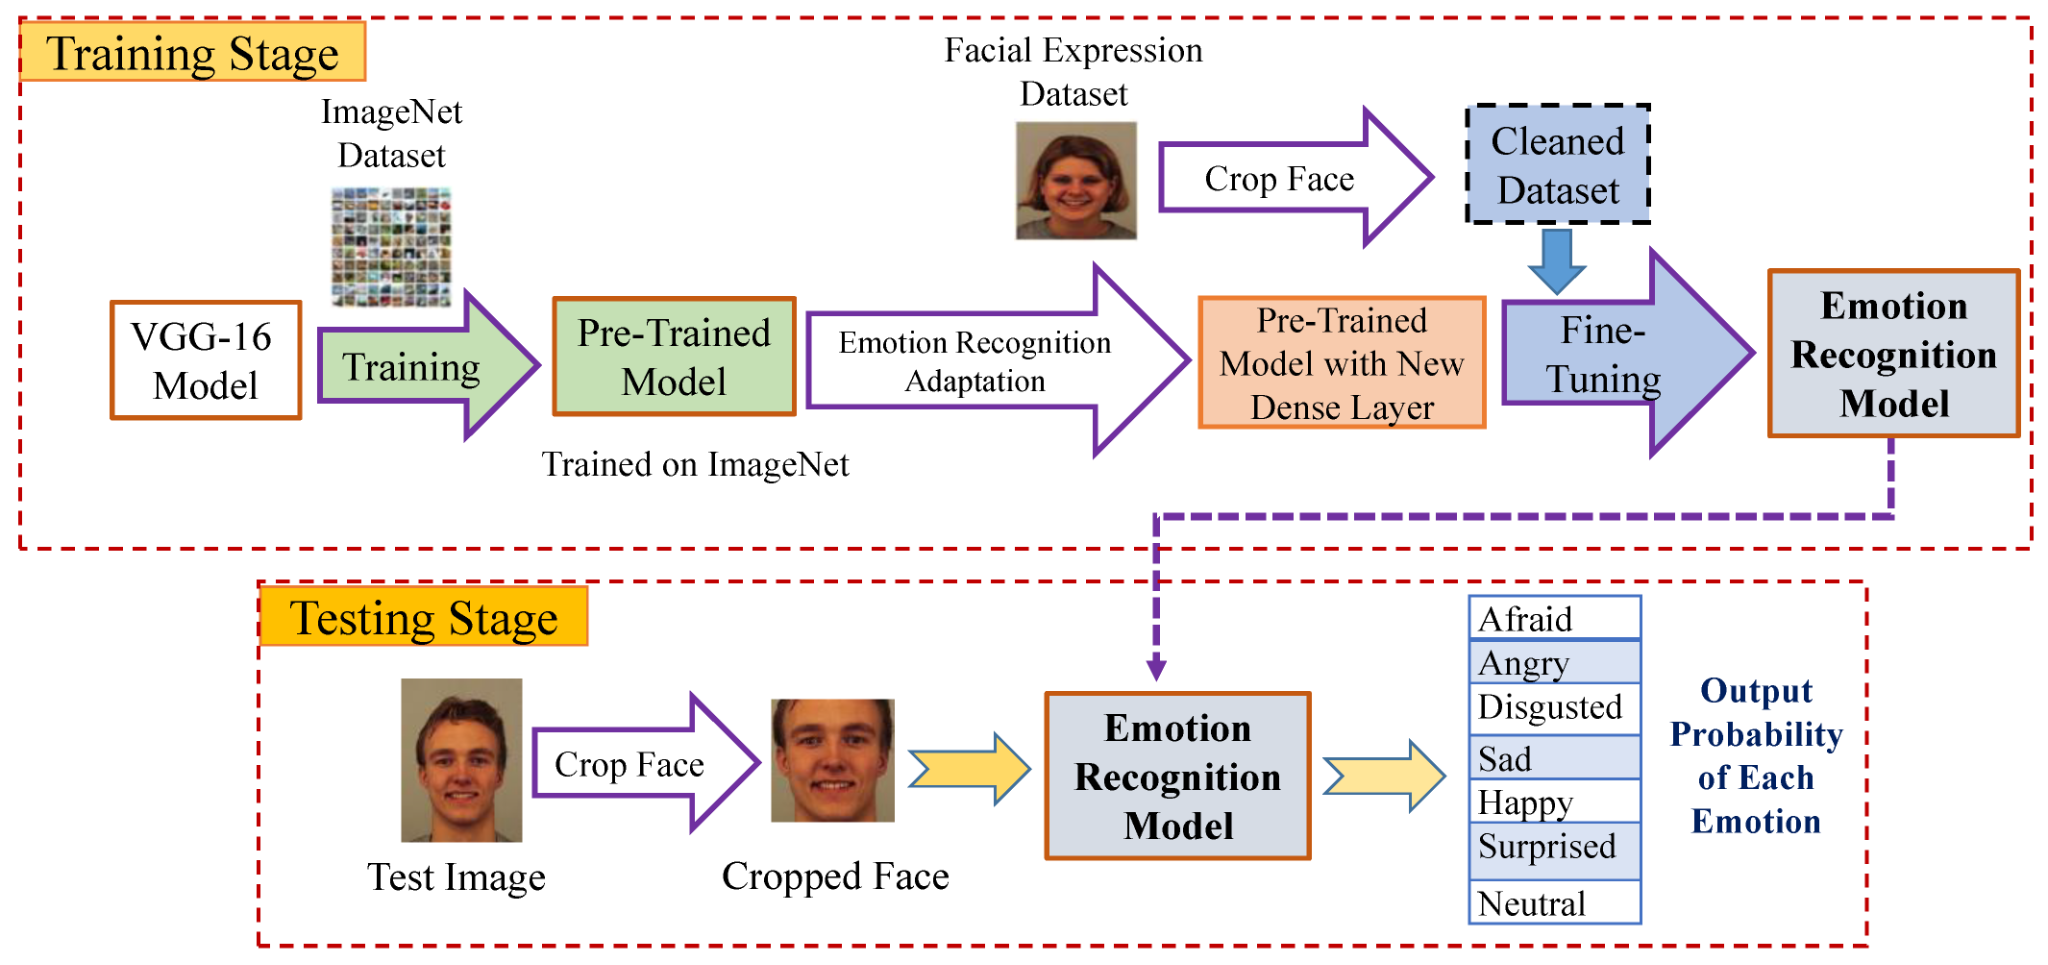 Training Stage
ImageNet
Dataset
Facial Expression
Dataset
Crop Face
Cleaned
Dataset
VGG-16
Model
Training
Pre-Trained
Model
Trained on ImageNet
Emotion Recognition
Adaptation
Pre-Trained
Model with New
Dense Layer
Fine-
Tuning
Emotion
Recognition
Model
Testing Stage
Test Image
Crop Face
Cropped Face
Emotion
Recognition
Model
Afraid
Angry
Disgusted
Sad
Happy
Surprised
Neutral
Output
Probability
of Each
Emotion